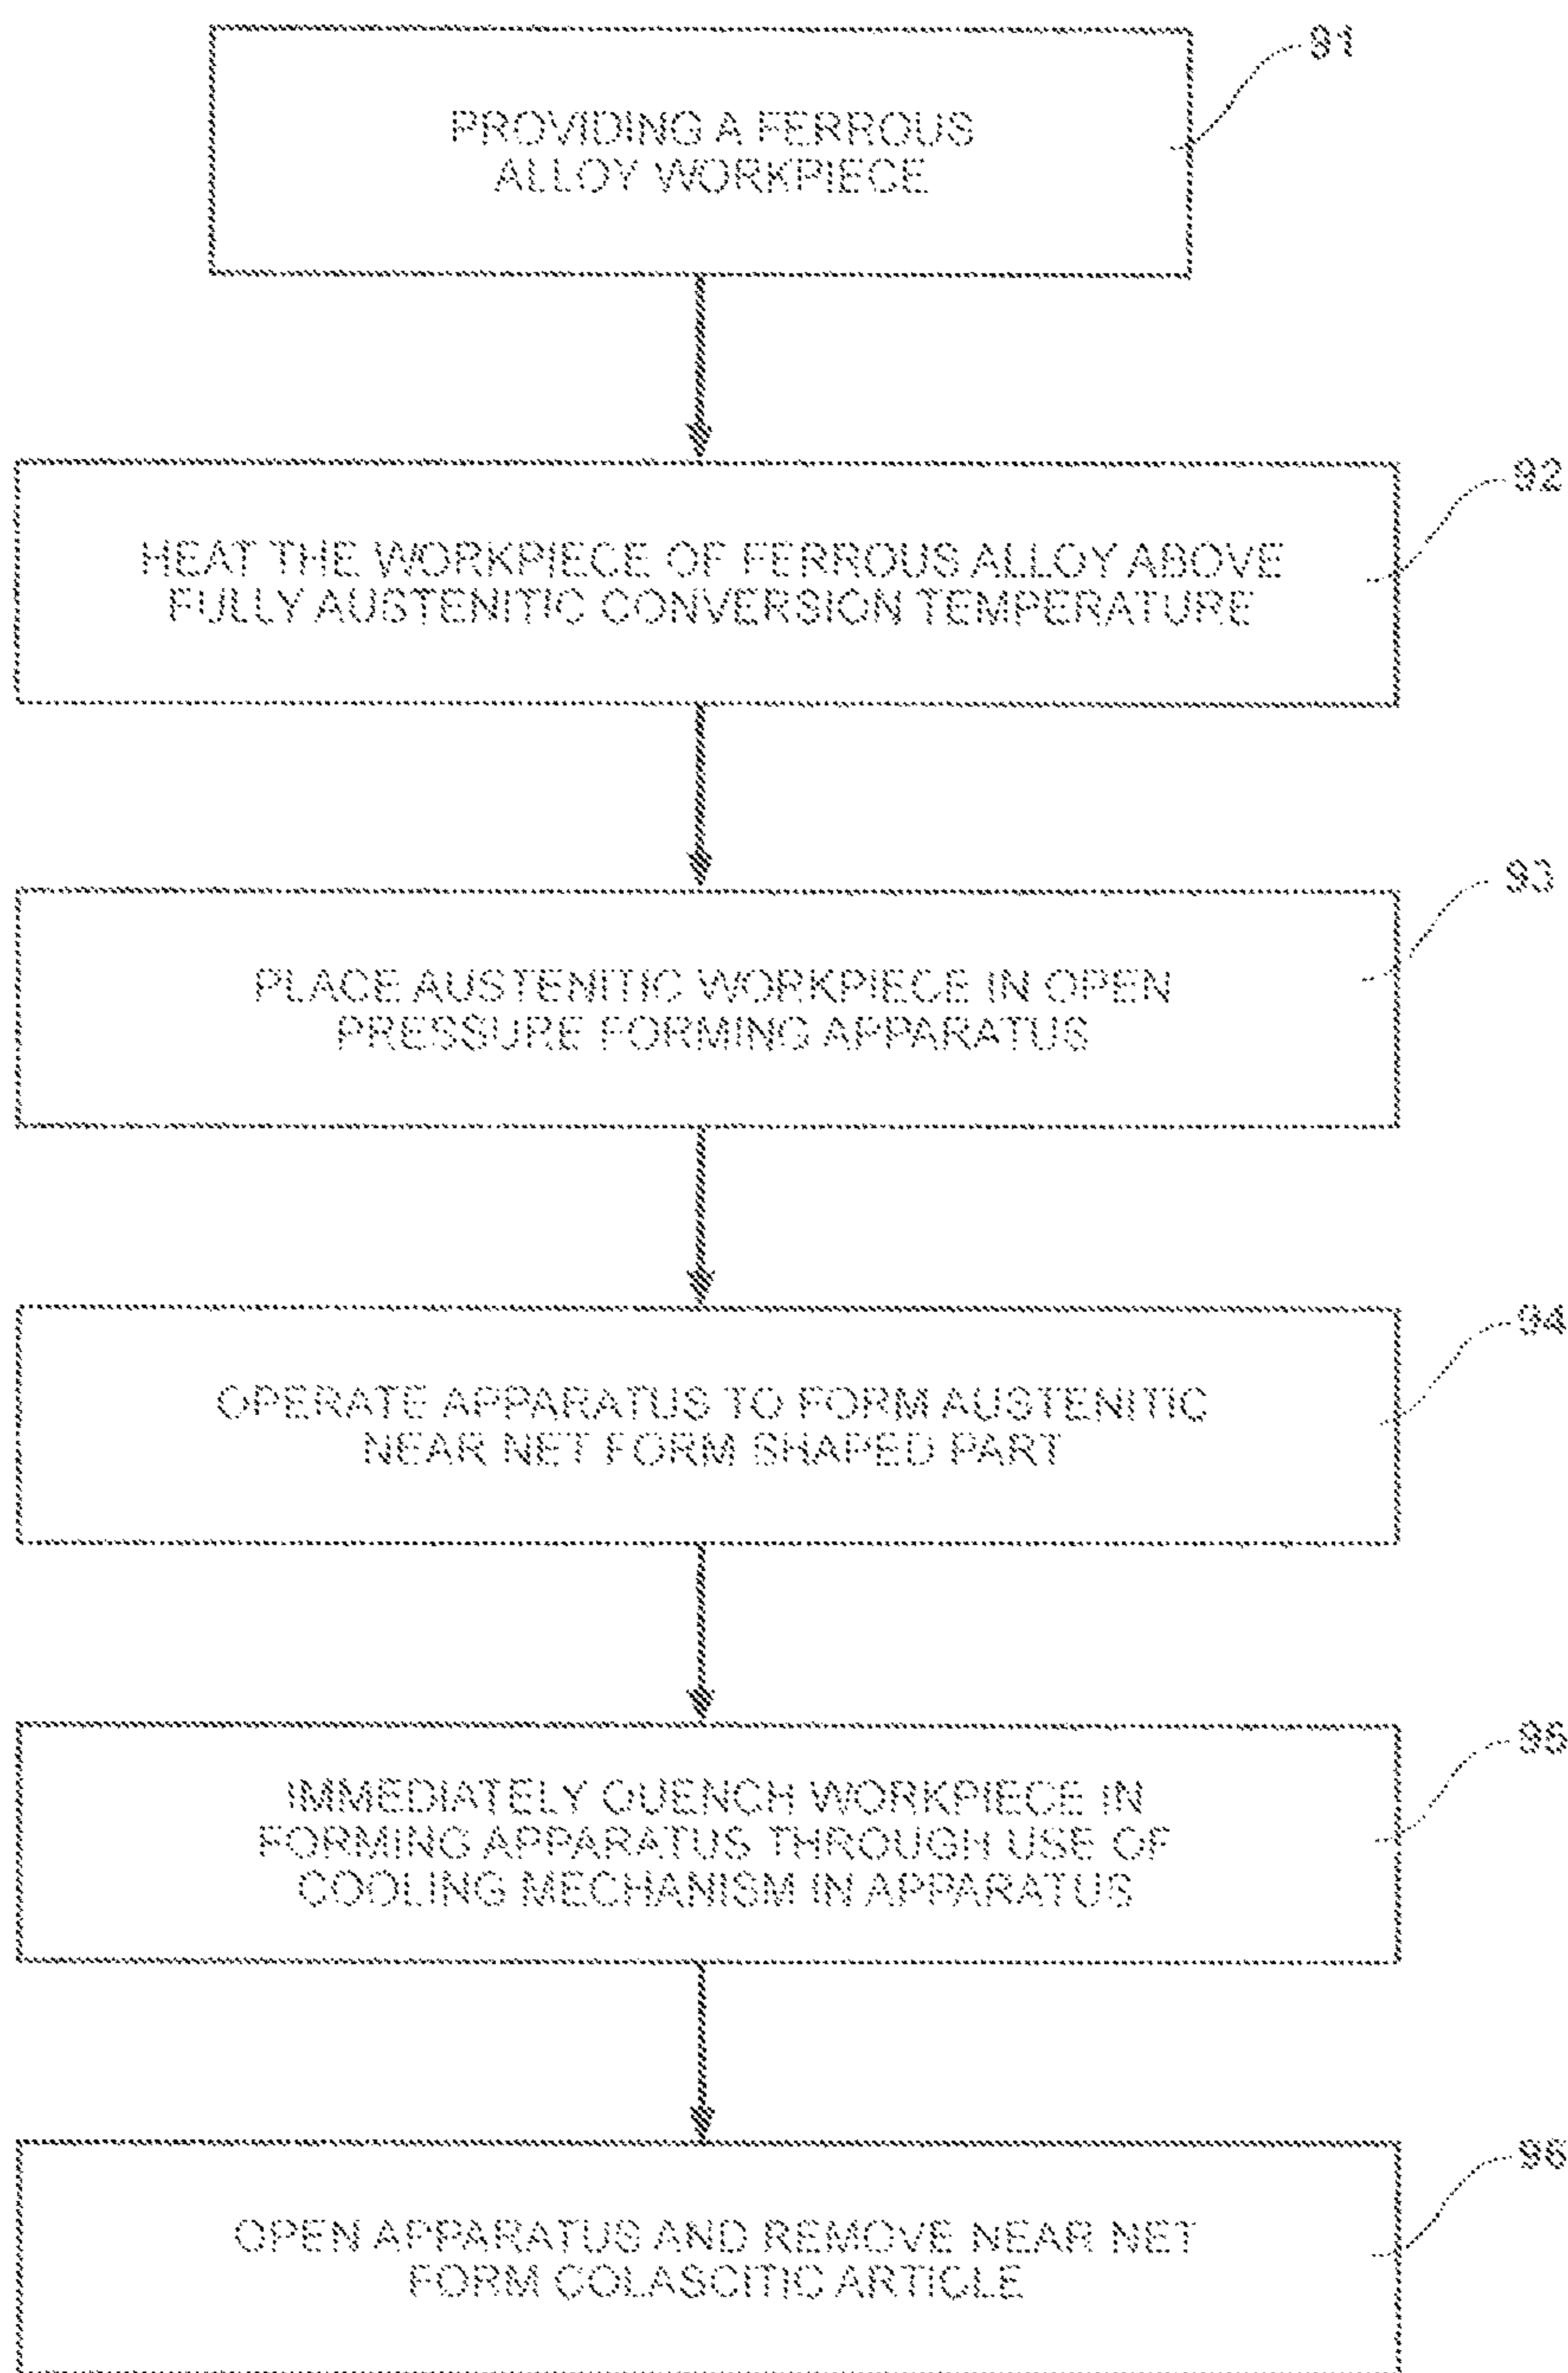 PROVIDING A FERROUS
ALLOY WORKPIECE
91
HEAT THE WORKPIECE OF FERROUS ALLOY ABOVE
FULLY AUSTENITIC CONVERSION TEMPERATURE
92
PLACE AUSTENITIC WORKPIECE IN OPEN
PRESSURE FORMING APPARATUS
93
OPERATE APPARATUS TO FORM AUSTENITIC
NEAR NET FORM SHAPED PART
94
IMMEDIATELY QUENCH WORKPIECE IN
FORMING APPARATUS THROUGH USE OF
COOLING MECHANISM IN APPARATUS
95
OPEN APPARATUS AND REMOVE NEAR NET
FORM COLASCITIC ARTICLE
96